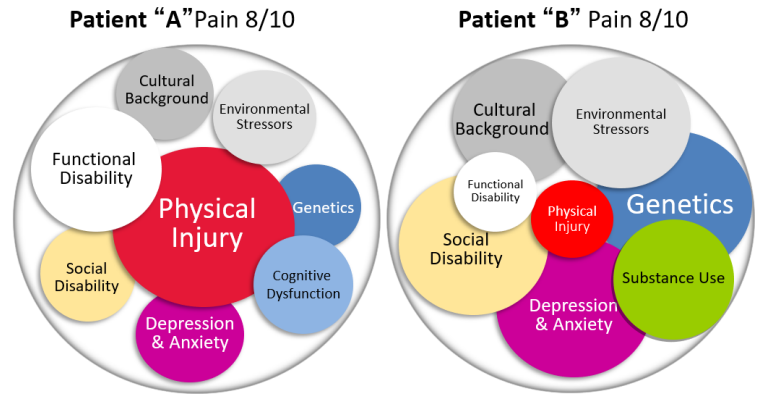 Patient “A”Pain 8/10
Cultural
Background
Environmental
Stressors
Functional
Disability
Physical
Injury
Genetics
Social
Disability
Cognitive
Dysfunction
Depression
& Anxiety
Patient “B” Pain 8/10
Cultural
Background
Environmental
Stressors
Functional
Disability
Physical
Injury
Genetics
Social
Disability
Substance Use
Depression
& Anxiety